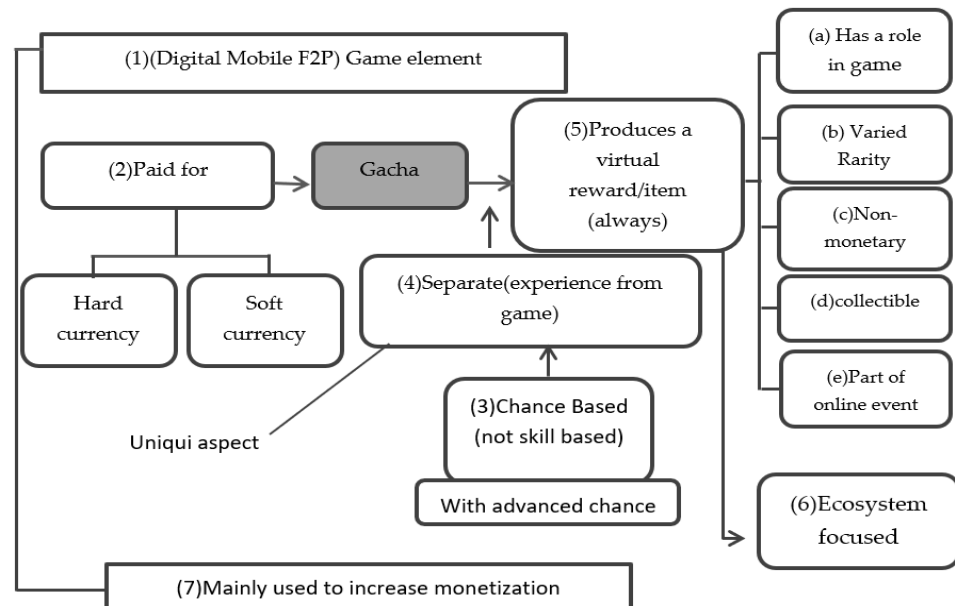 (1)(Digital Mobile F2P) Game element
(2)Paid for
Hard
currency
Soft
currency
Gacha
(5)Produces a
virtual
reward/item
(always)
(4)Separate(experience from
game)
Uniqui aspect
(3)Chance Based
(not skill based)
With advanced chance
(a) Has a role
in game
(b) Varied
Rarity
(c)Non-
monetary
(d)collectible
(e)Part of
online event
(6)Ecosystem
focused
(7)Mainly used to increase monetization